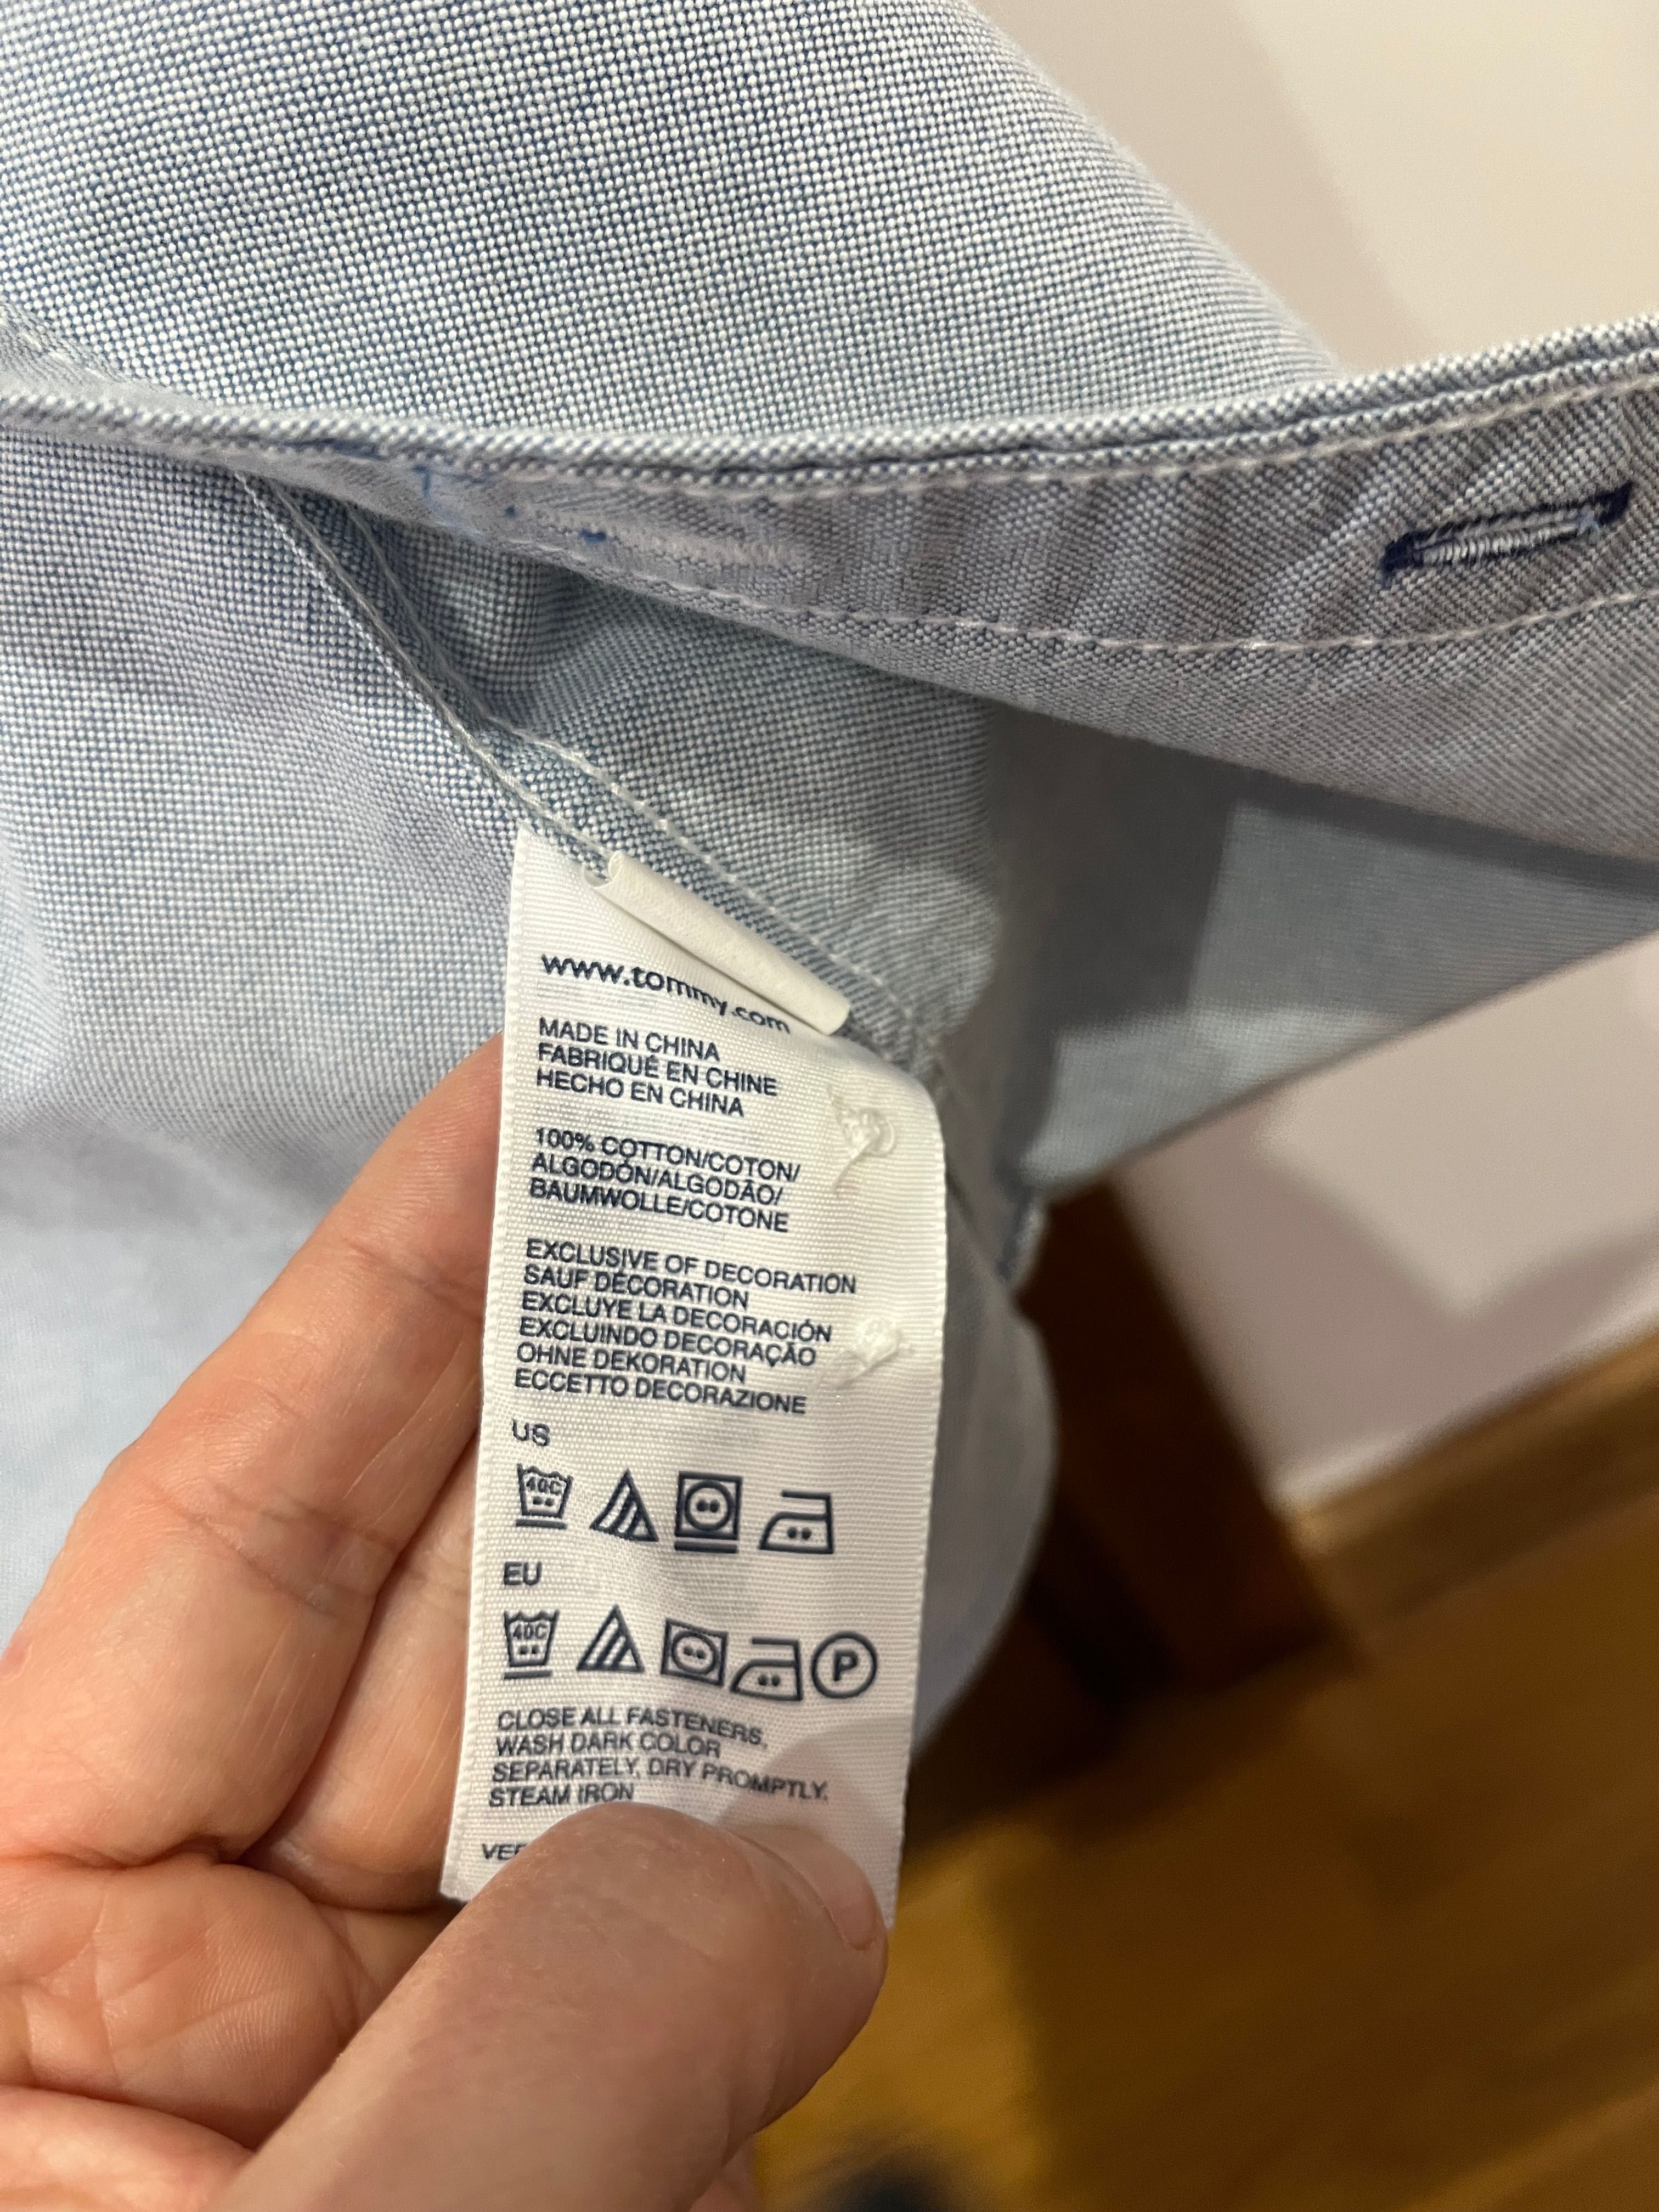 www.tommy.com
MADE IN CHINA
FABRIQUÉ EN CHINE
HECHO EN CHINA
100% COTTON/COTON/
ALGODÓN/ALGODÃO/
BAUMWOLLE/COTONE
EXCLUSIVE OF DECORATION
SAUF DÉCORATION
EXCLUYE LA DECORACIÓN
EXCLUINDO DECORAÇÃO
OHNE DEKORATION
ECCETTO DECORAZIONE
US
40C
EU
40C P
CLOSE ALL FASTENERS.
WASH DARK COLOR
SEPARATELY, DRY PROMPTLY.
STEAM IRON